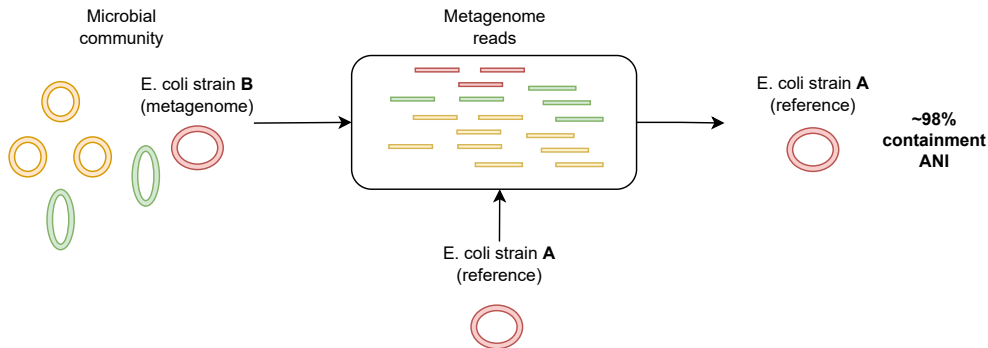 Microbial
community
E. coli strain B
(metagenome)
Metagenome
reads
E. coli strain A
(reference)
~98%
containment
ANI
E. coli strain A
(reference)